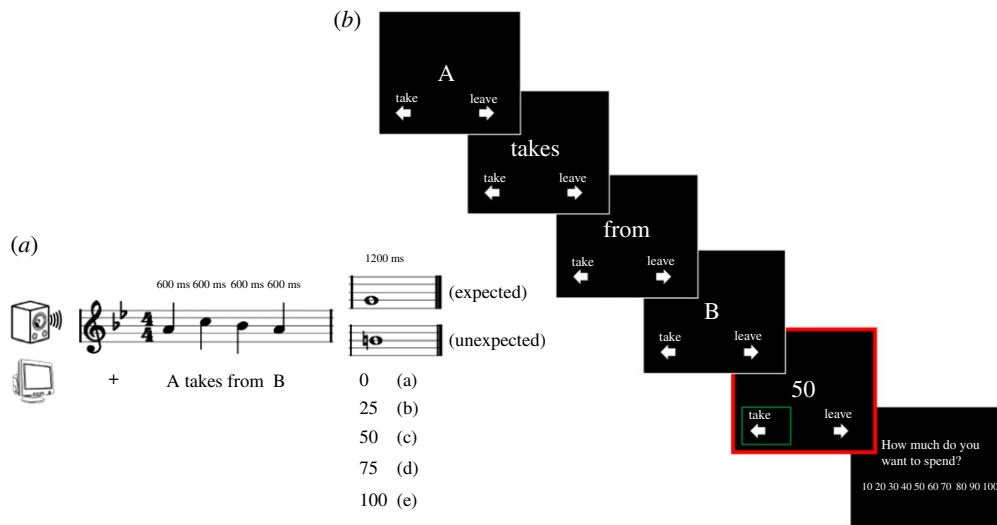 (b)
A
take leave
takes
take leave
from
take leave
B
take leave
50
take leave
How much do you
want to spend?
10 20 30 40 50 60 70 80 90 100
(a)
600 ms 600 ms 600 ms 600 ms
1200 ms
4
4
(expected)
(unexpected)
+ A takes from B
0 (a)
25 (b)
50 (c)
75 (d)
100 (e)